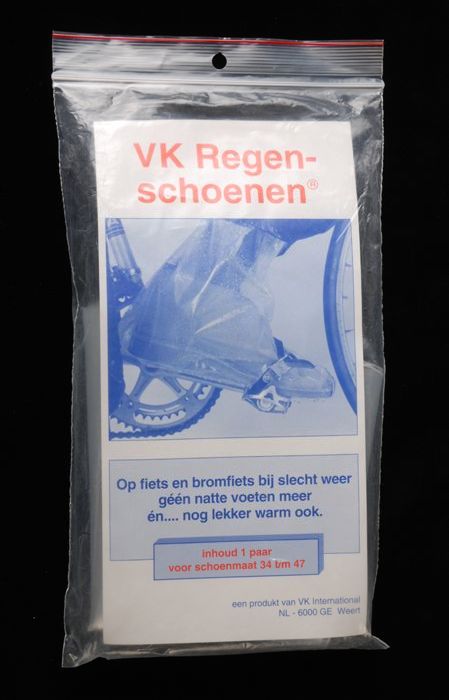 VK Regen-
schoenen®
Op fiets en bromfiets bij slecht weer
géén natte voeten meer
én.... nog lekker warm ook.
inhoud 1 paar
voor schoenmaat 34 t/m 47
een produkt van VK International
NL - 6000 GE Weert